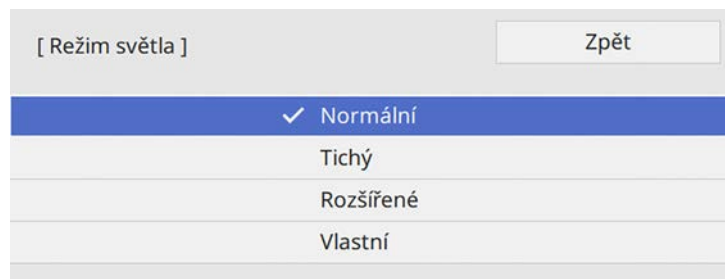 [ Režim světla ]
Zpět
Normální
Tichý
Rozšířené
Vlastní